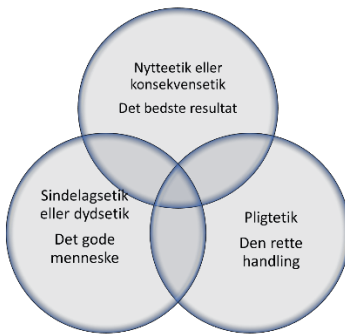 Nytteetik eller
konsekvensetik
Det bedste resultat
Sindelagsetik
eller dydsetik
Det gode
menneske
Pligtetik
Den rette
handling